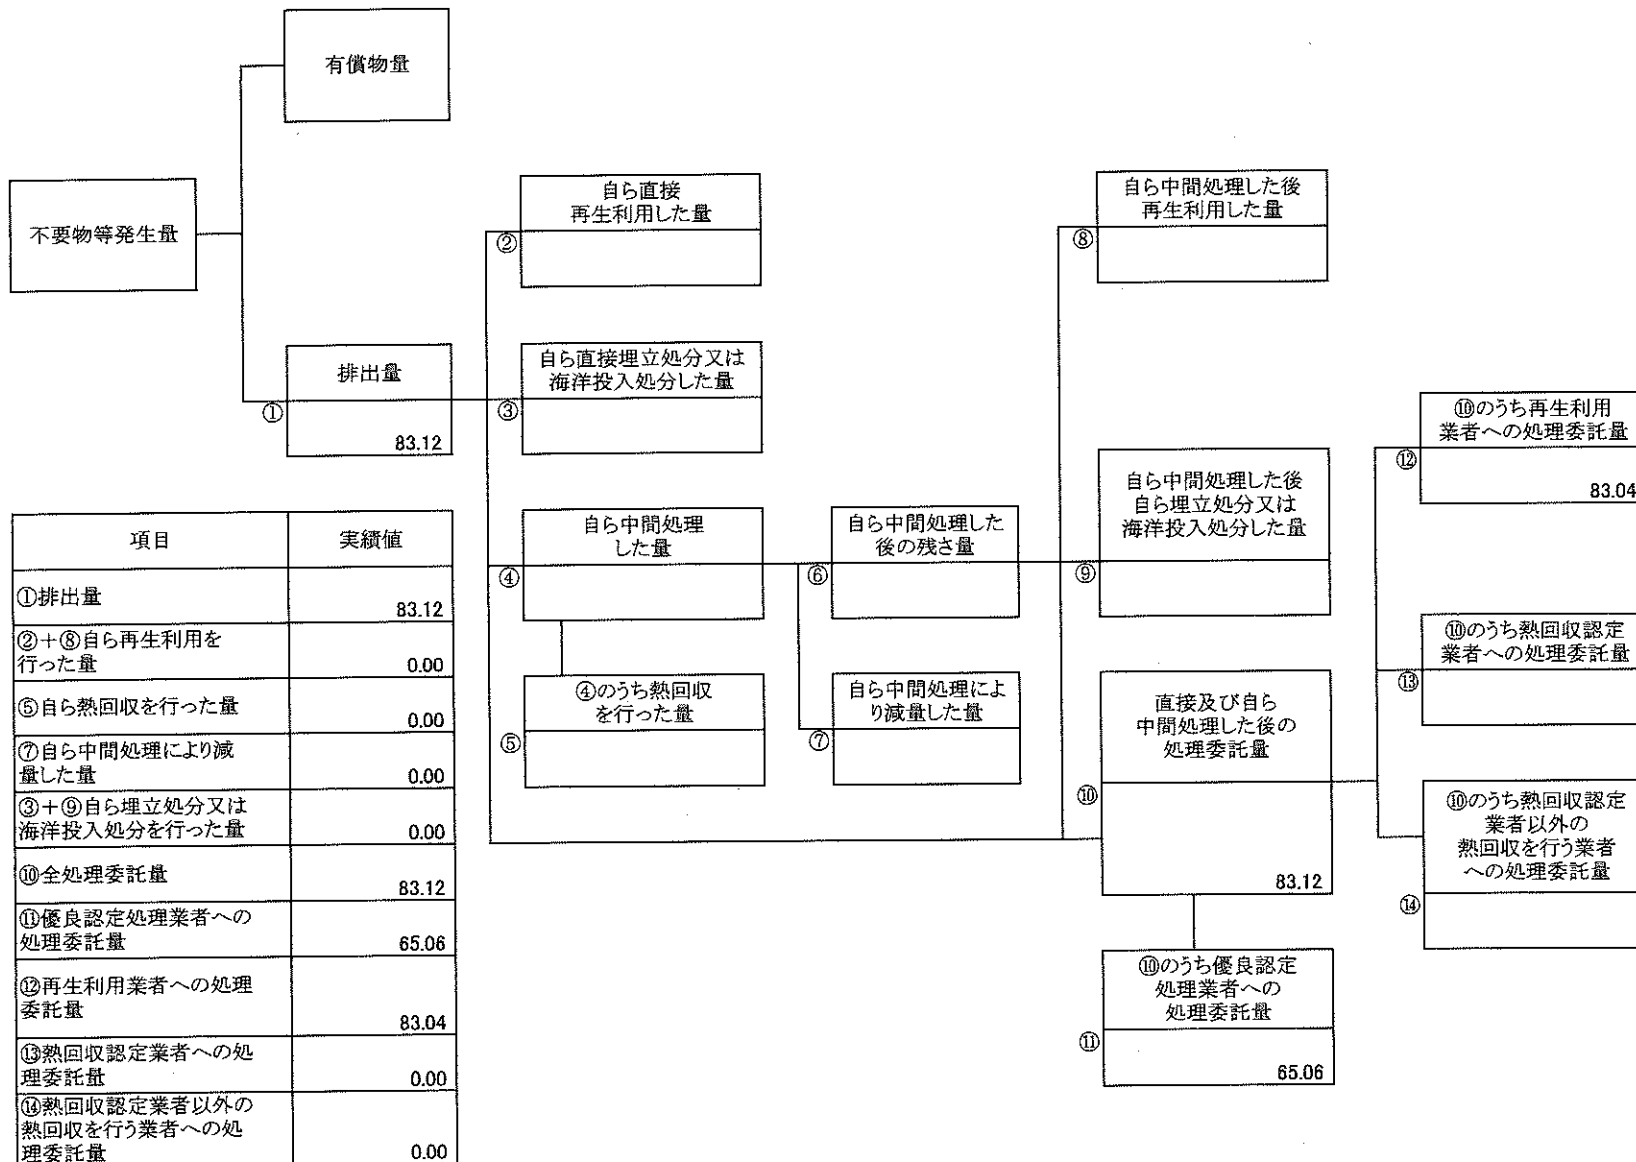 有償物量
不要物等発生量
排出量
①
83.12
自ら直接
再生利用した量
②
自ら直接埋立処分又は
海洋投入処分した量
③
自ら中間処理
した量
④
④のうち熱回収
を行った量
⑤
自ら中間処理した
後の残さ量
⑥
自ら中間処理によ
り減量した量
⑦
自ら中間処理した後
再生利用した量
⑧
自ら中間処理した後
自ら埋立処分又は
海洋投入処分した量
⑨
直接及び自ら
中間処理した後の
処理委託量
⑩
83.12
⑩のうち優良認定
処理業者への
処理委託量
⑪
65.06
⑩のうち再生利用
業者への処理委託量
⑫
83.04
⑩のうち熱回収認定
業者への処理委託量
⑬
⑩のうち熱回収認定
業者以外の
熱回収を行う業者
への処理委託量
⑭
項目 実績値
①排出量 83.12
②+⑧自ら再生利用を
行った量 0.00
⑤自ら熱回収を行った量 0.00
⑦自ら中間処理により減
量した量 0.00
③+⑨自ら埋立処分又は
海洋投入処分を行った量 0.00
⑩全処理委託量 83.12
⑪優良認定処理業者への
処理委託量 65.06
⑫再生利用業者への処理
委託量 83.04
⑬熱回収認定業者への処
理委託量 0.00
⑭熱回収認定業者以外の
熱回収を行う業者への処
理委託量 0.00